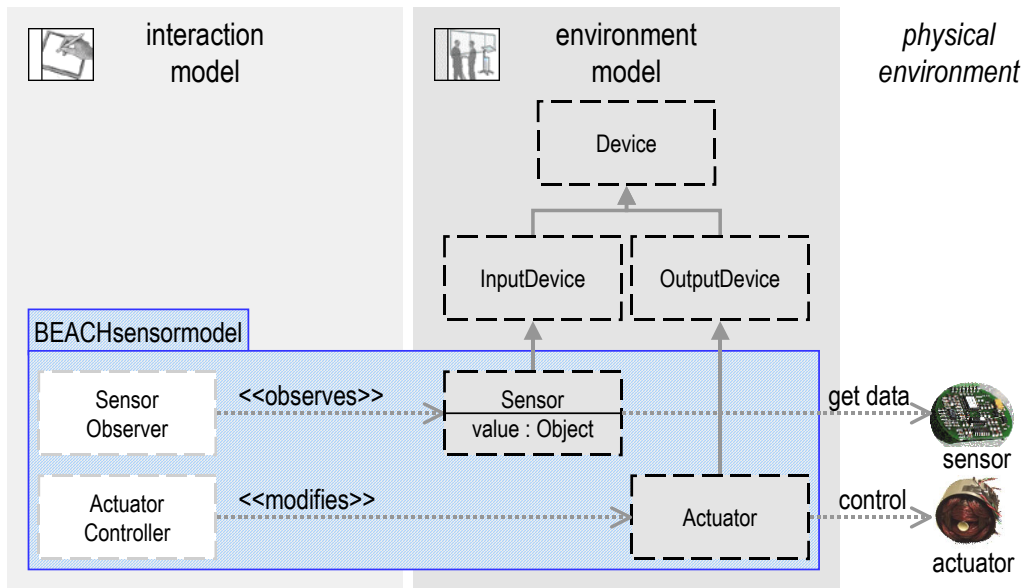 interaction
model
environment
model
physical
environment
Device
InputDevice
OutputDevice
BEACHsensormodel
Sensor
Observer
<<observes>>
Sensor
value : Object
get data
sensor
Actuator
Controller
<<modifies>>
Actuator
control
actuator